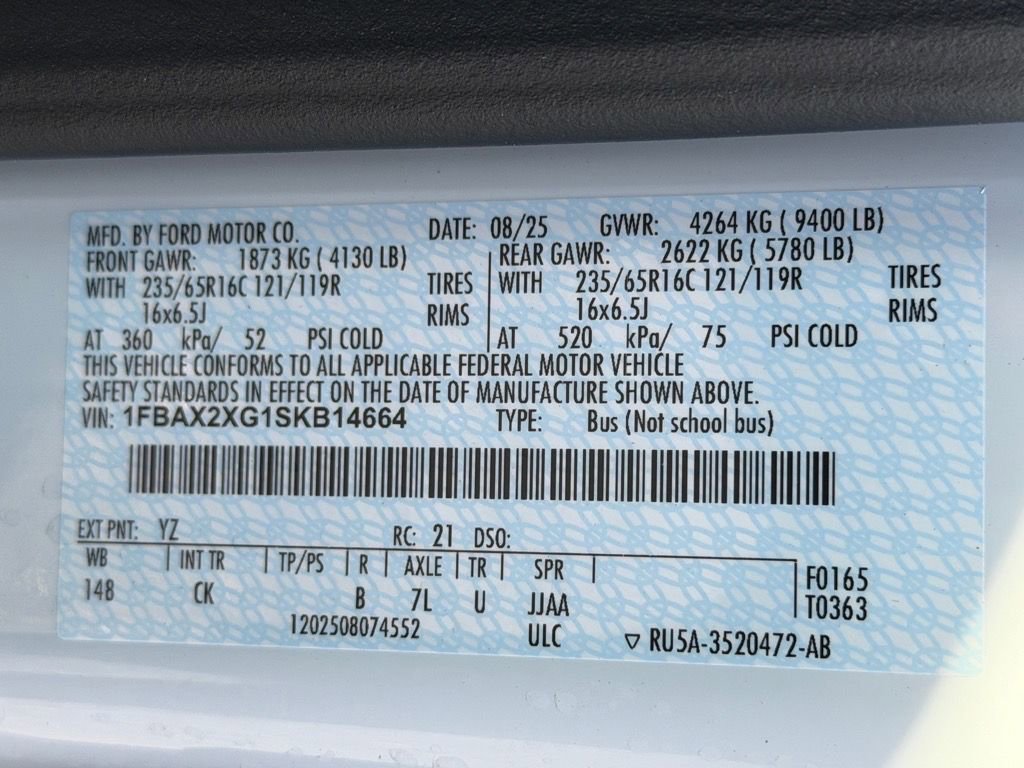 MFD. BY FORD MOTOR CO. DATE: 08/25 GVWR: 4264 KG ( 9400 LB)
FRONT GAWR: 1873 KG ( 4130 LB) REAR GAWR: 2622 KG ( 5780 LB)
WITH 235/65R16C 121/119R TIRES WITH 235/65R16C 121/119R TIRES
16x6.5J RIMS 16x6.5J RIMS
AT 360 kPa/ 52 PSI COLD AT 520 kPa/ 75 PSI COLD
THIS VEHICLE CONFORMS TO ALL APPLICABLE FEDERAL MOTOR VEHICLE
SAFETY STANDARDS IN EFFECT ON THE DATE OF MANUFACTURE SHOWN ABOVE.
VIN: 1FBAX2XG1SKB14664 TYPE: Bus (Not school bus)
EXT PNT: YZ RC: 21 DSO:
WB INT TR TP/PS R AXLE TR SPR F0165
148 CK B 7L U JJAA T0363
1202508074552 ULC ▽ RU5A-3520472-AB